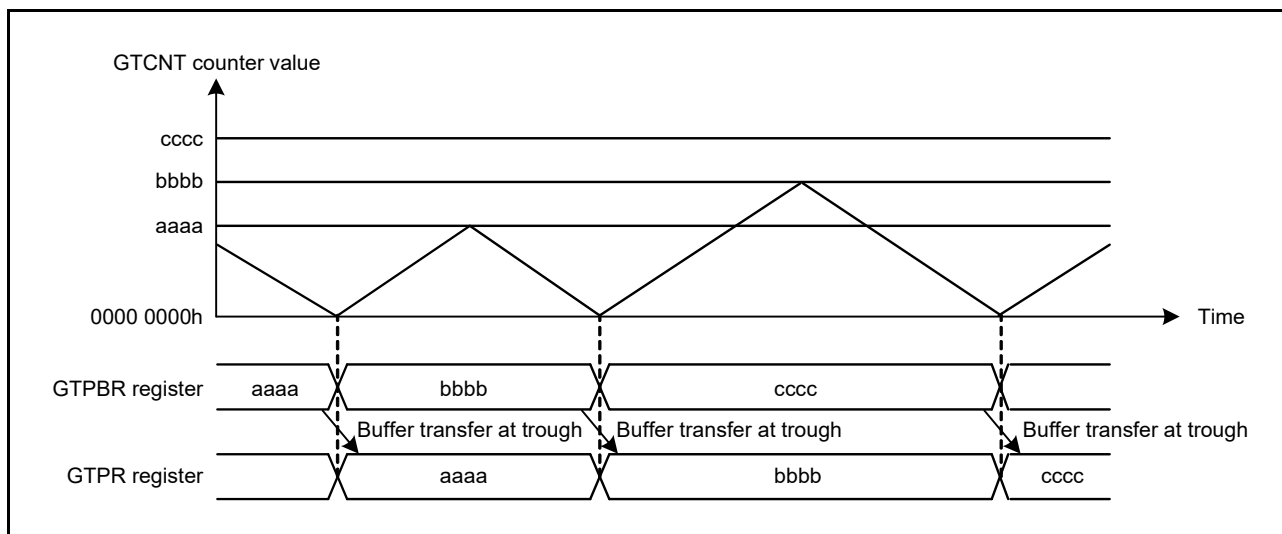 GTCNT counter value
cccc
bbbb
aaaa
0000 0000h
Time
GTPBR register
aaaa
bbbb
cccc
Buffer transfer at trough
Buffer transfer at trough
Buffer transfer at trough
GTPR register
aaaa
bbbb
cccc